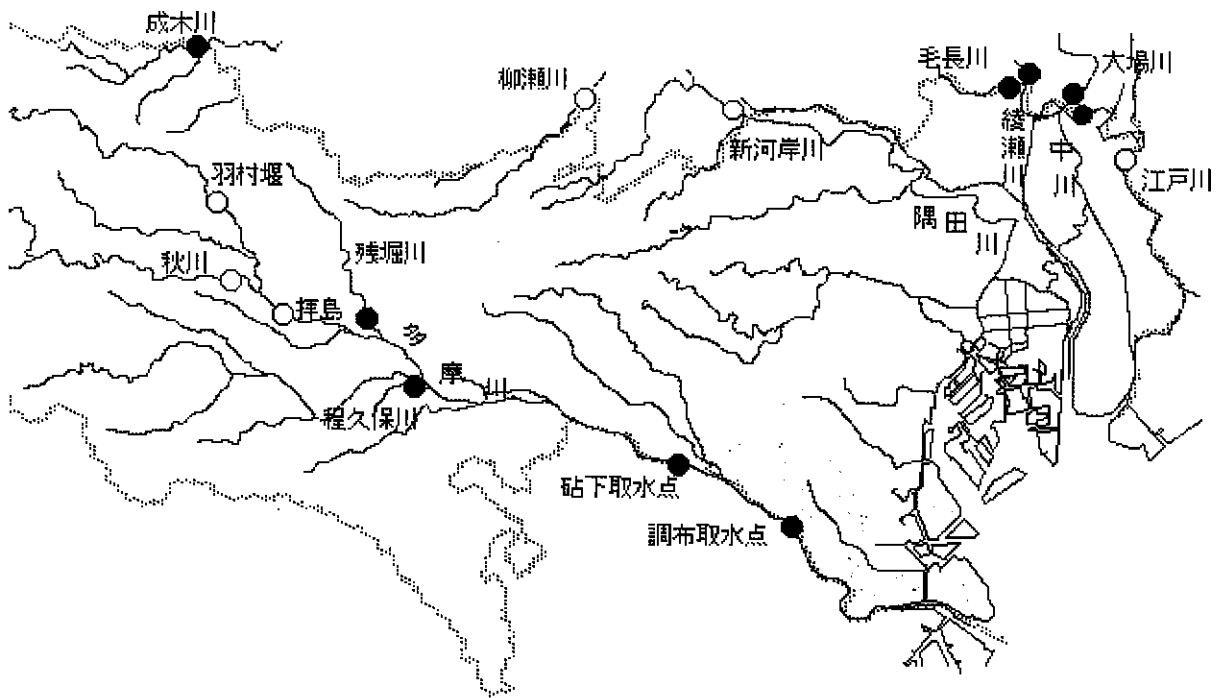 成木川
柳瀬川
毛長川
大場川
新河岸川
綾瀬川
中川
江戸川
羽村堰
隅田川
残堀川
秋川
拝島
多摩川
程久保川
砧下取水点
調布取水点